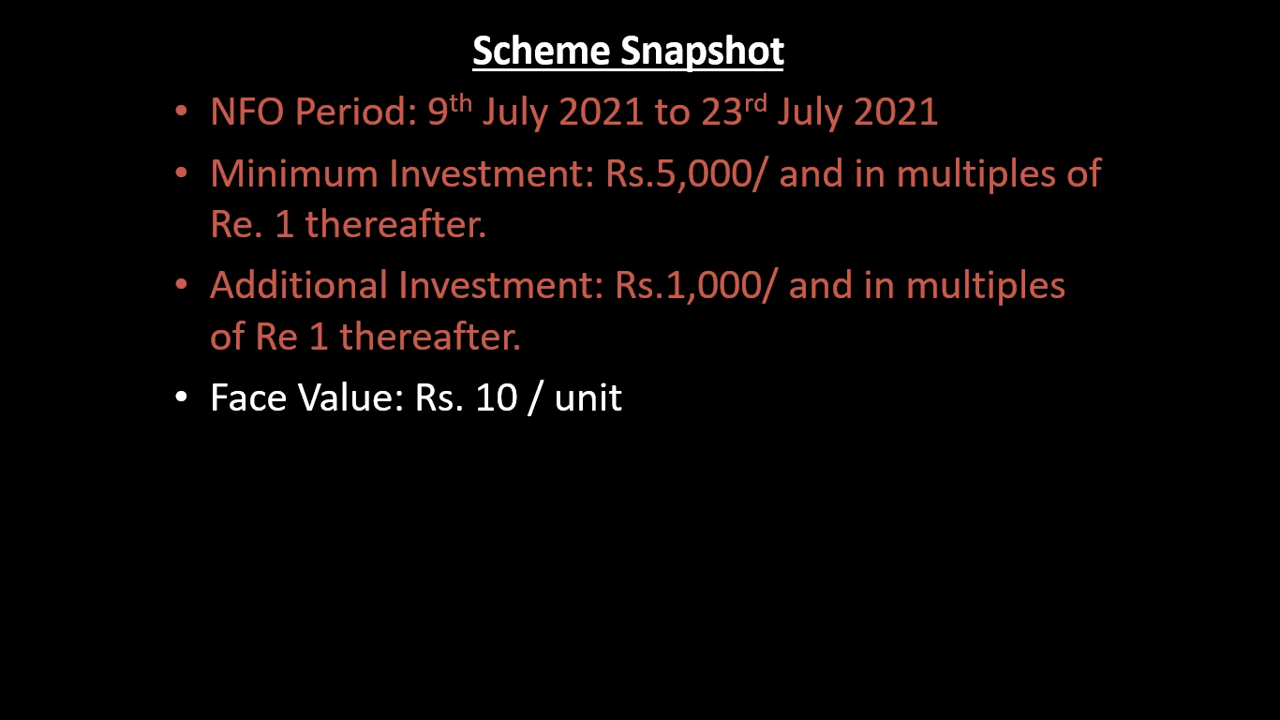 Scheme Snapshot
• NFO Period: 9th July 2021 to 23rd July 2021
• Minimum Investment: Rs.5,000/ and in multiples of
Re. 1 thereafter.
• Additional Investment: Rs.1,000/ and in multiples
of Re 1 thereafter.
• Face Value: Rs. 10 / unit